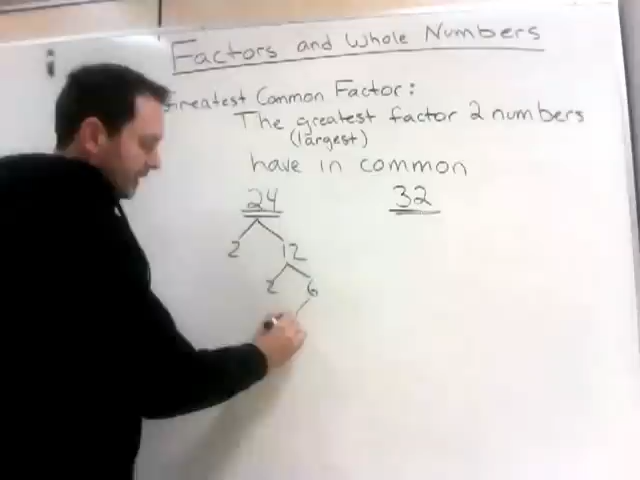 Factors and Whole Numbers
Greatest Common Factor:
The greatest factor 2 numbers
(largest)
have in common
24 32
2 12
2 6